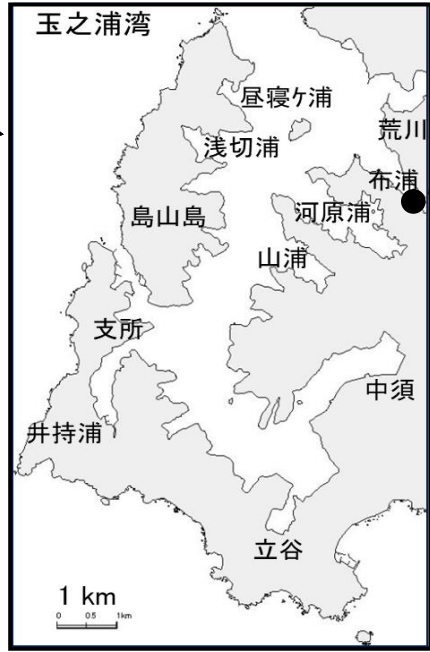 玉之浦湾
昼寝ケ浦
荒川
浅切浦
布浦
島山島
河原浦
山浦
支所
中須
井持浦
立谷
1 km
0 0.5 1km